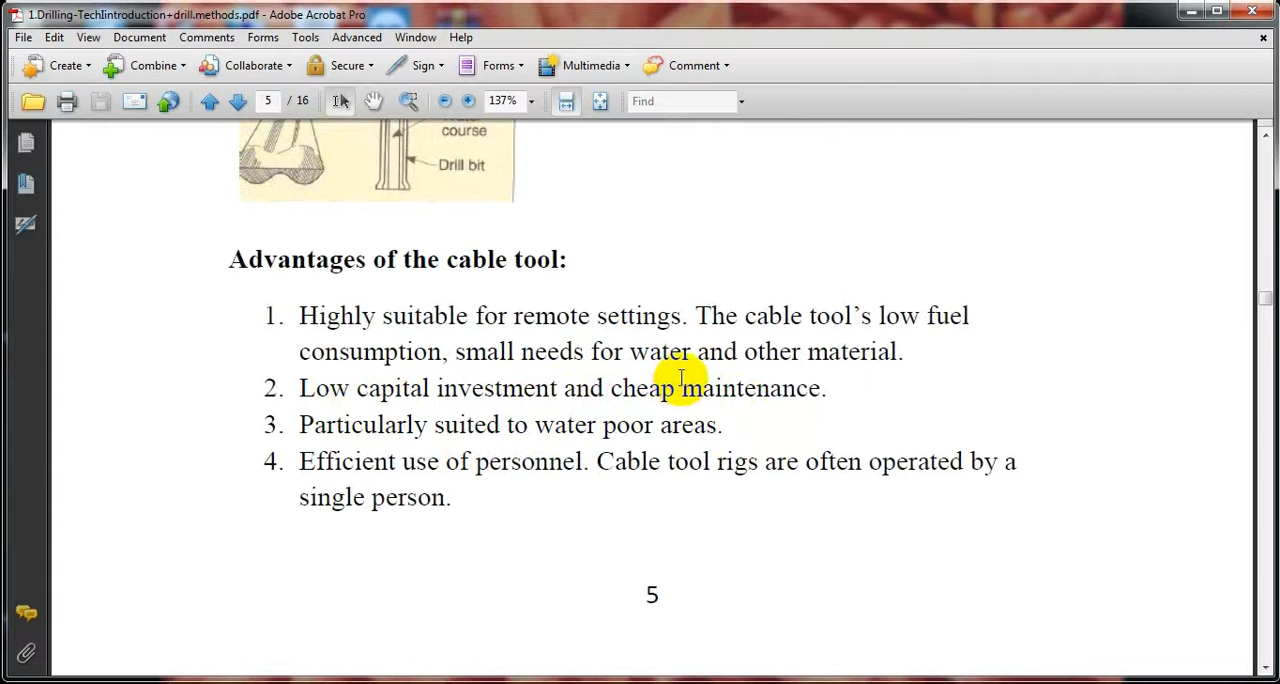 1.Drilling-TechIintroduction+drill.methods.pdf - Adobe Acrobat Pro
File Edit View Document Comments Forms Tools Advanced Window Help
Create Combine Collaborate Secure Sign Forms Multimedia Comment
5 / 16 137% Find
course
Drill bit
Advantages of the cable tool:
1. Highly suitable for remote settings. The cable tool’s low fuel
consumption, small needs for water and other material.
2. Low capital investment and cheap maintenance.
3. Particularly suited to water poor areas.
4. Efficient use of personnel. Cable tool rigs are often operated by a
single person.
5